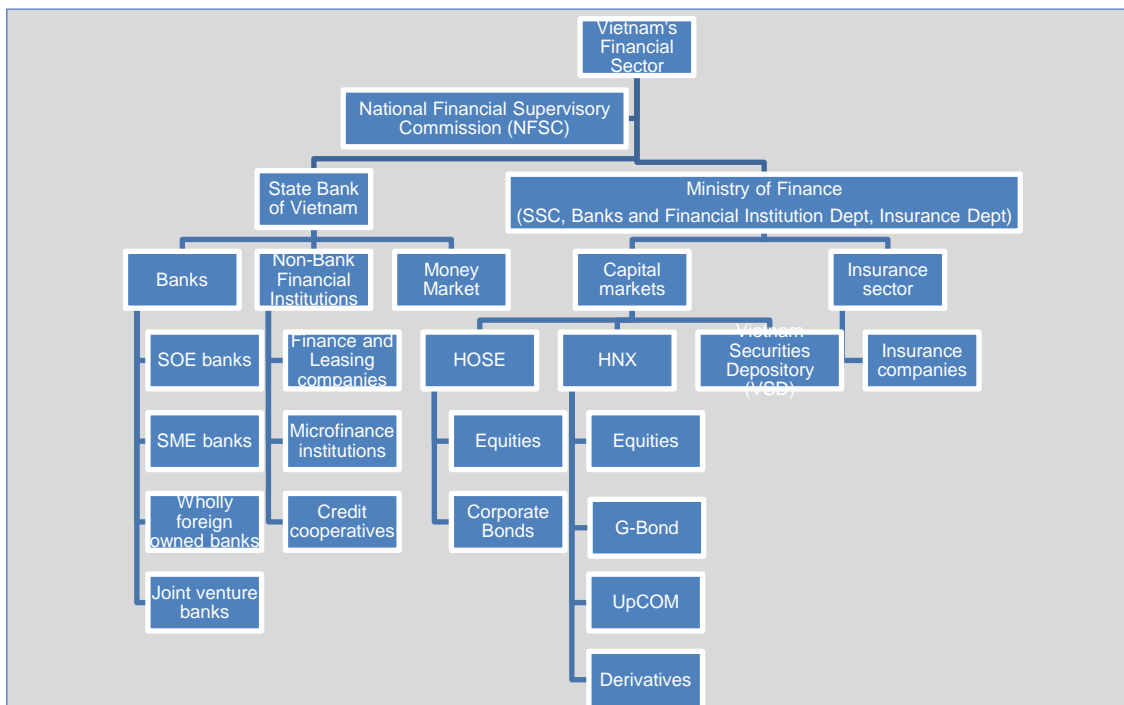 Vietnam's
Financial
Sector
National Financial Supervisory
Commission (NFSC)
State Bank
of Vietnam
Ministry of Finance
(SSC, Banks and Financial Institution Dept, Insurance Dept)
Banks
Non-Bank
Financial
Institutions
Money
Market
Capital
markets
Insurance
sector
SOE banks
Finance and
Leasing
companies
HOSE
HNX
Vietnam
Securities
Depository
(VSD)
Insurance
companies
SME banks
Microfinance
institutions
Equities
Equities
Wholly
foreign
owned banks
Credit
cooperatives
Corporate
Bonds
G-Bond
Joint venture
banks
UpCOM
Derivatives